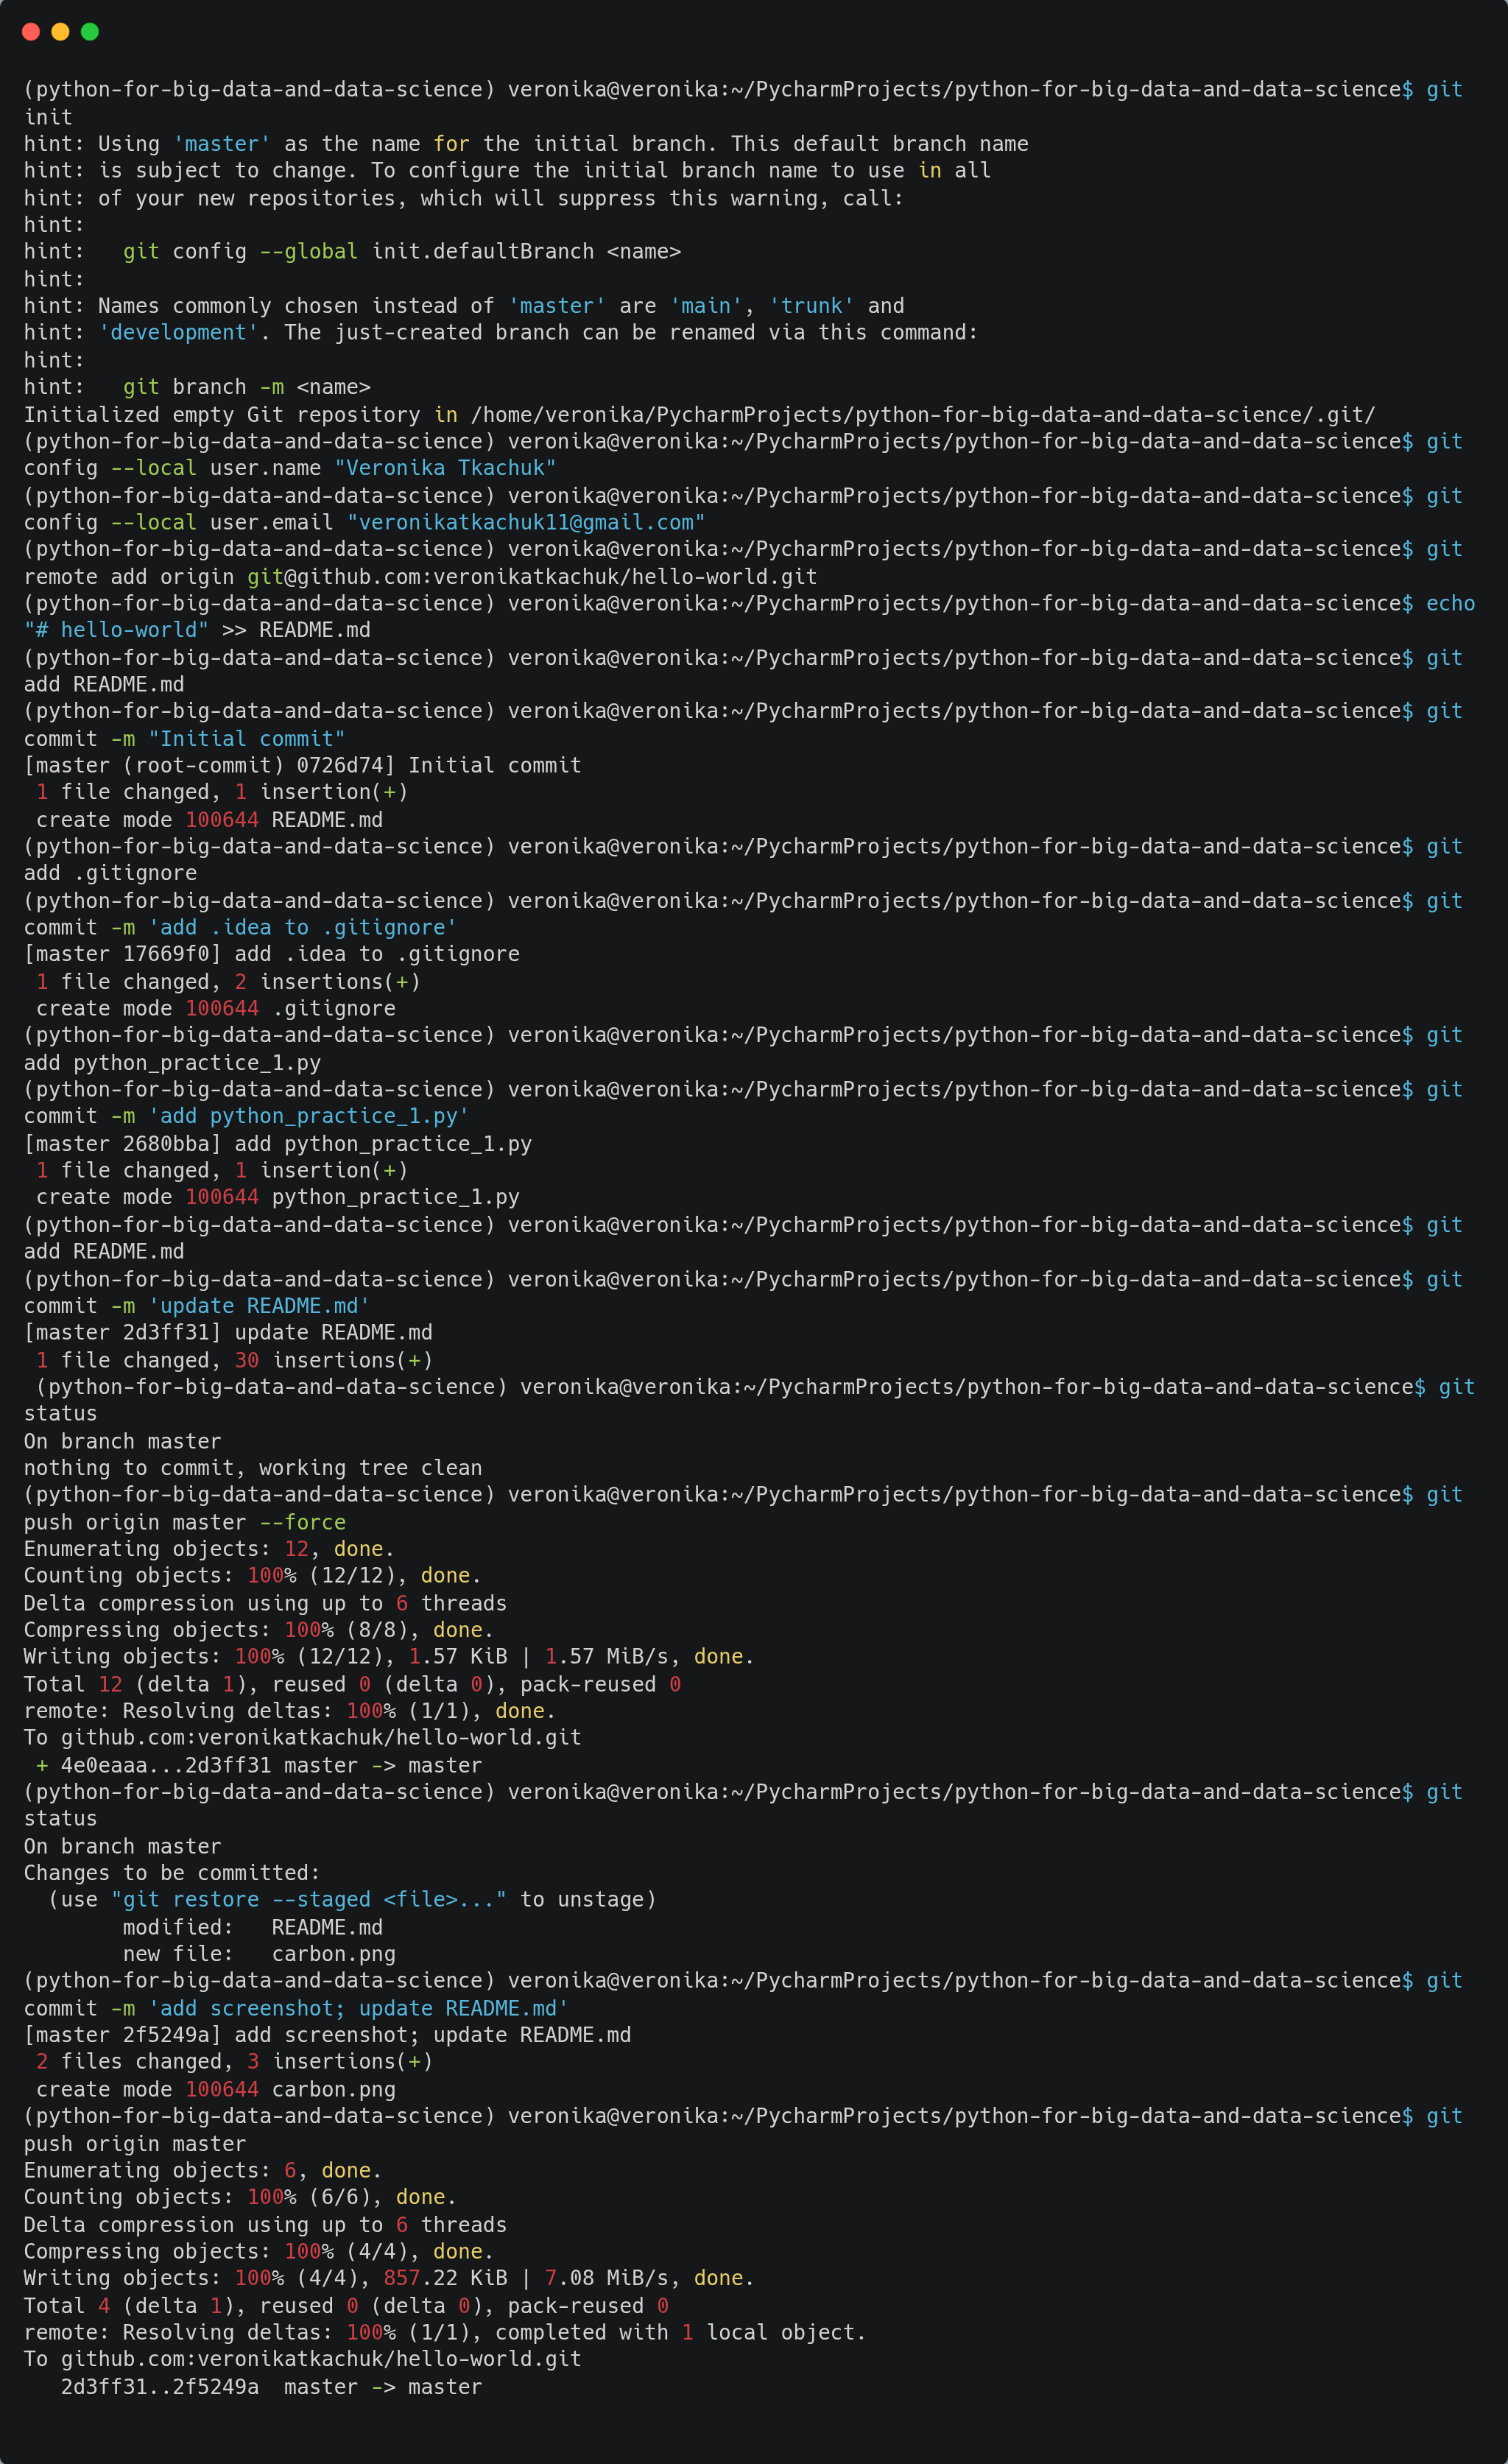 (python-for-big-data-and-data-science) veronika@veronika:~/PycharmProjects/python-for-big-data-and-data-science$ git
init
hint: Using 'master' as the name for the initial branch. This default branch name
hint: is subject to change. To configure the initial branch name to use in all
hint: of your new repositories, which will suppress this warning, call:
hint:
hint:   git config --global init.defaultBranch <name>
hint:
hint: Names commonly chosen instead of 'master' are 'main', 'trunk' and
hint: 'development'. The just-created branch can be renamed via this command:
hint:
hint:   git branch -m <name>
Initialized empty Git repository in /home/veronika/PycharmProjects/python-for-big-data-and-data-science/.git/
(python-for-big-data-and-data-science) veronika@veronika:~/PycharmProjects/python-for-big-data-and-data-science$ git
config --local user.name "Veronika Tkachuk"
(python-for-big-data-and-data-science) veronika@veronika:~/PycharmProjects/python-for-big-data-and-data-science$ git
config --local user.email "veronikatkachuk11@gmail.com"
(python-for-big-data-and-data-science) veronika@veronika:~/PycharmProjects/python-for-big-data-and-data-science$ git
remote add origin git@github.com:veronikatkachuk/hello-world.git
(python-for-big-data-and-data-science) veronika@veronika:~/PycharmProjects/python-for-big-data-and-data-science$ echo
"# hello-world" >> README.md
(python-for-big-data-and-data-science) veronika@veronika:~/PycharmProjects/python-for-big-data-and-data-science$ git
add README.md
(python-for-big-data-and-data-science) veronika@veronika:~/PycharmProjects/python-for-big-data-and-data-science$ git
commit -m "Initial commit"
[master (root-commit) 0726d74] Initial commit
 1 file changed, 1 insertion(+)
 create mode 100644 README.md
(python-for-big-data-and-data-science) veronika@veronika:~/PycharmProjects/python-for-big-data-and-data-science$ git
add .gitignore
(python-for-big-data-and-data-science) veronika@veronika:~/PycharmProjects/python-for-big-data-and-data-science$ git
commit -m 'add .idea to .gitignore'
[master 17669f0] add .idea to .gitignore
 1 file changed, 2 insertions(+)
 create mode 100644 .gitignore
(python-for-big-data-and-data-science) veronika@veronika:~/PycharmProjects/python-for-big-data-and-data-science$ git
add python_practice_1.py
(python-for-big-data-and-data-science) veronika@veronika:~/PycharmProjects/python-for-big-data-and-data-science$ git
commit -m 'add python_practice_1.py'
[master 2680bba] add python_practice_1.py
 1 file changed, 1 insertion(+)
 create mode 100644 python_practice_1.py
(python-for-big-data-and-data-science) veronika@veronika:~/PycharmProjects/python-for-big-data-and-data-science$ git
add README.md
(python-for-big-data-and-data-science) veronika@veronika:~/PycharmProjects/python-for-big-data-and-data-science$ git
commit -m 'update README.md'
[master 2d3ff31] update README.md
 1 file changed, 30 insertions(+)
 (python-for-big-data-and-data-science) veronika@veronika:~/PycharmProjects/python-for-big-data-and-data-science$ git
status
On branch master
nothing to commit, working tree clean
(python-for-big-data-and-data-science) veronika@veronika:~/PycharmProjects/python-for-big-data-and-data-science$ git
push origin master --force
Enumerating objects: 12, done.
Counting objects: 100% (12/12), done.
Delta compression using up to 6 threads
Compressing objects: 100% (8/8), done.
Writing objects: 100% (12/12), 1.57 KiB | 1.57 MiB/s, done.
Total 12 (delta 1), reused 0 (delta 0), pack-reused 0
remote: Resolving deltas: 100% (1/1), done.
To github.com:veronikatkachuk/hello-world.git
 + 4e0eaaa...2d3ff31 master -> master
(python-for-big-data-and-data-science) veronika@veronika:~/PycharmProjects/python-for-big-data-and-data-science$ git
status
On branch master
Changes to be committed:
  (use "git restore --staged <file>..." to unstage)
        modified:   README.md
        new file:   carbon.png
(python-for-big-data-and-data-science) veronika@veronika:~/PycharmProjects/python-for-big-data-and-data-science$ git
commit -m 'add screenshot; update README.md'
[master 2f5249a] add screenshot; update README.md
 2 files changed, 3 insertions(+)
 create mode 100644 carbon.png
(python-for-big-data-and-data-science) veronika@veronika:~/PycharmProjects/python-for-big-data-and-data-science$ git
push origin master
Enumerating objects: 6, done.
Counting objects: 100% (6/6), done.
Delta compression using up to 6 threads
Compressing objects: 100% (4/4), done.
Writing objects: 100% (4/4), 857.22 KiB | 7.08 MiB/s, done.
Total 4 (delta 1), reused 0 (delta 0), pack-reused 0
remote: Resolving deltas: 100% (1/1), completed with 1 local object.
To github.com:veronikatkachuk/hello-world.git
   2d3ff31..2f5249a  master -> master